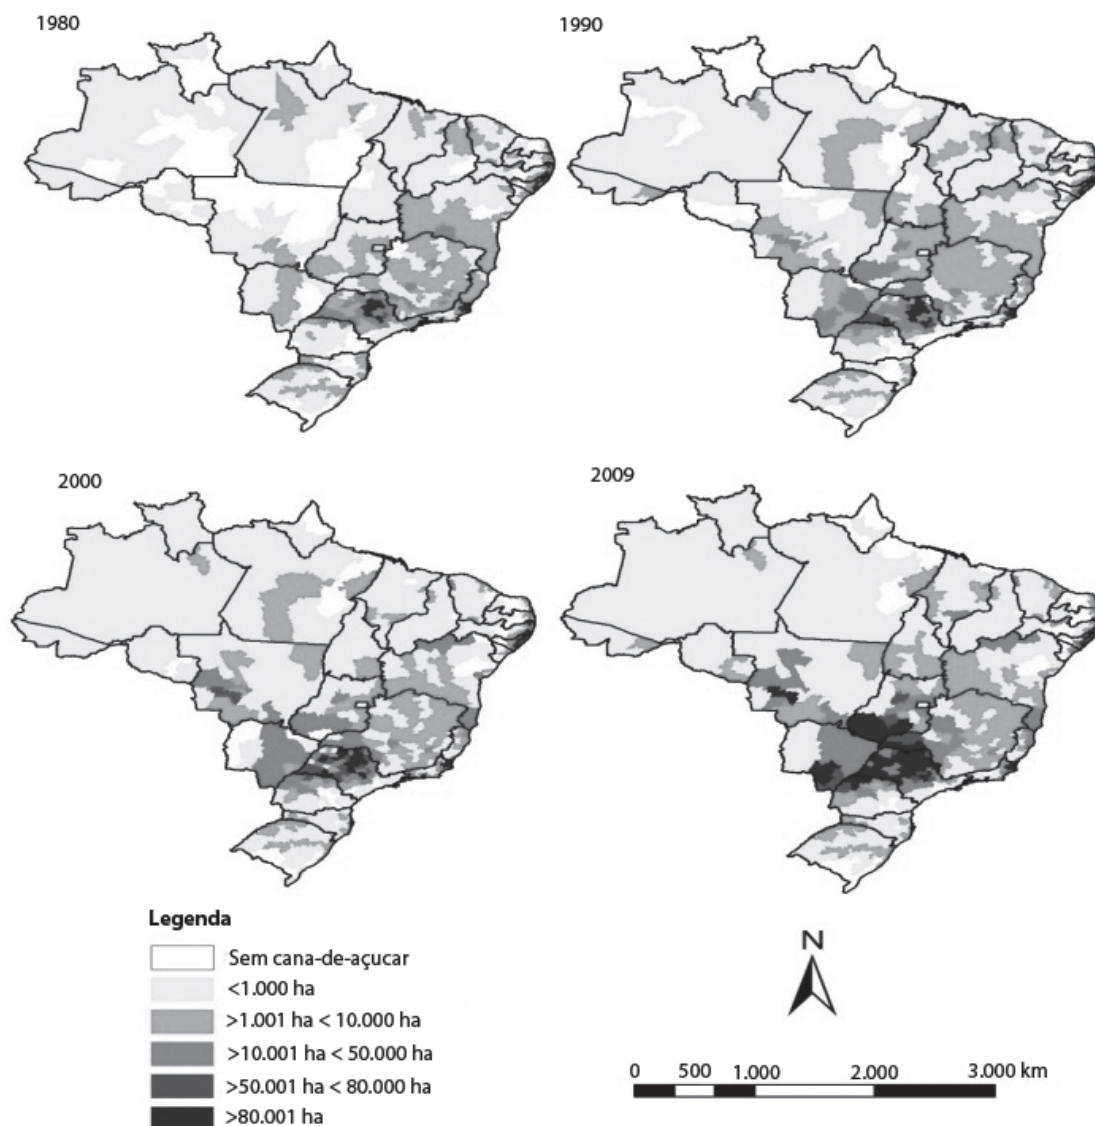 1980
1990
2000
2009
Legenda
Sem cana-de-açucar
<1.000 ha
>1.001 ha < 10.000 ha
>10.001 ha < 50.000 ha
>50.001 ha < 80.000 ha
>80.001 ha
N
0 500 1.000 2.000 3.000 km